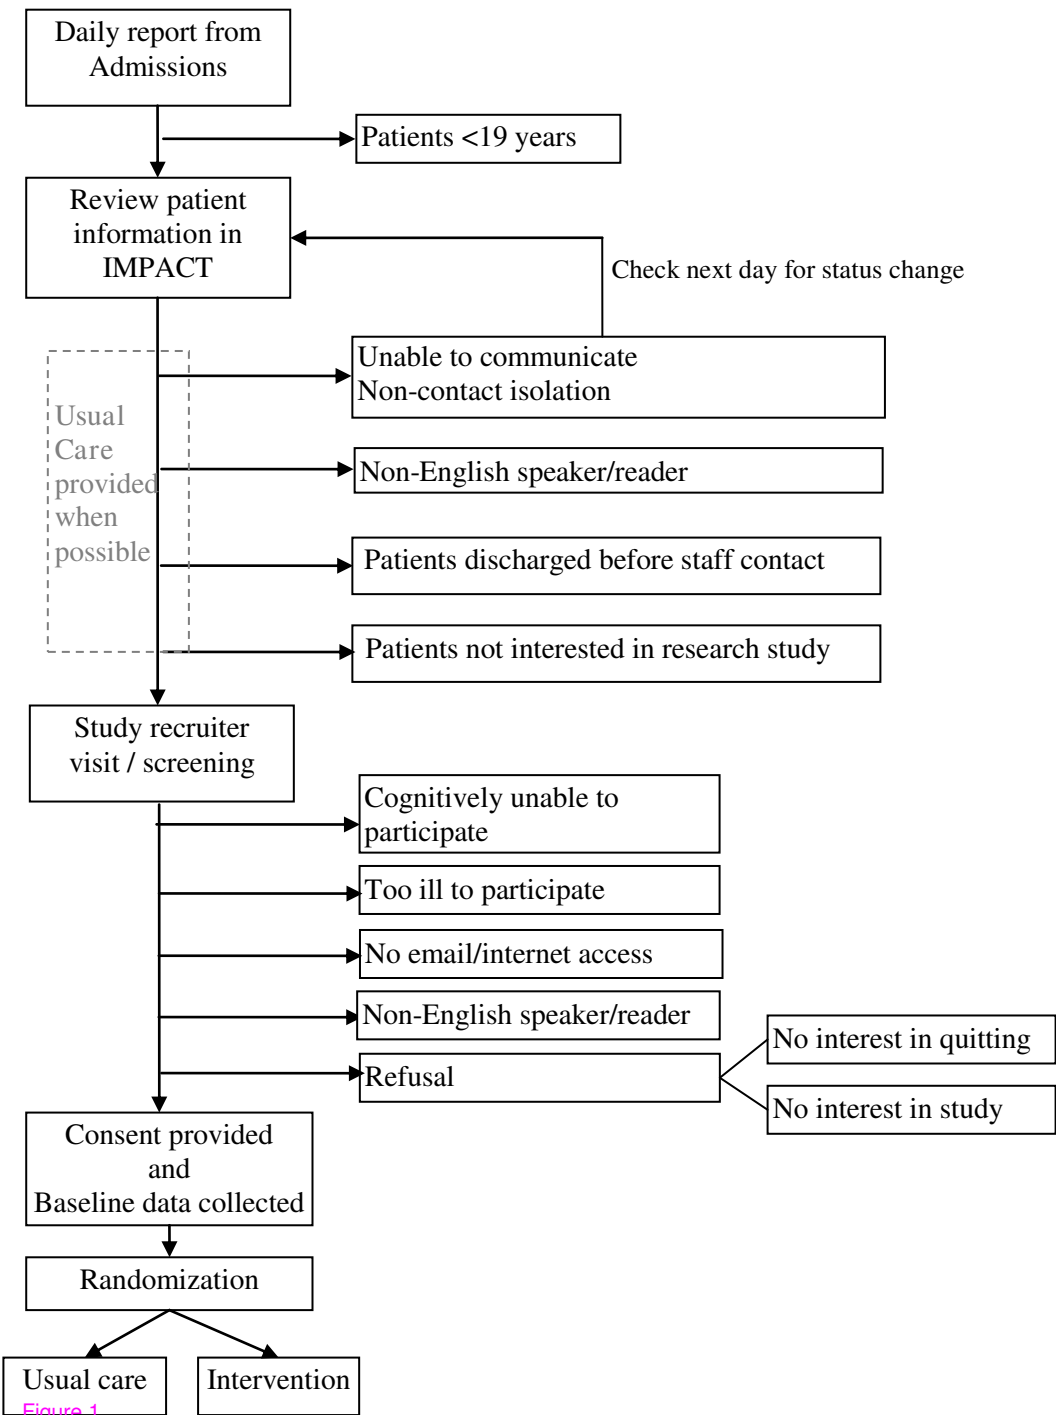 Daily report from
Admissions
Patients <19 years
Review patient
information in
IMPACT
Check next day for status change
Unable to communicate
Non-contact isolation
Usual
Care
provided
when
possible
Non-English speaker/reader
Patients discharged before staff contact
Patients not interested in research study
Study recruiter
visit / screening
Cognitively unable to
participate
Too ill to participate
No email/internet access
Non-English speaker/reader
Refusal
No interest in quitting
No interest in study
Consent provided
and
Baseline data collected
Randomization
Usual care
Intervention
Figure 1